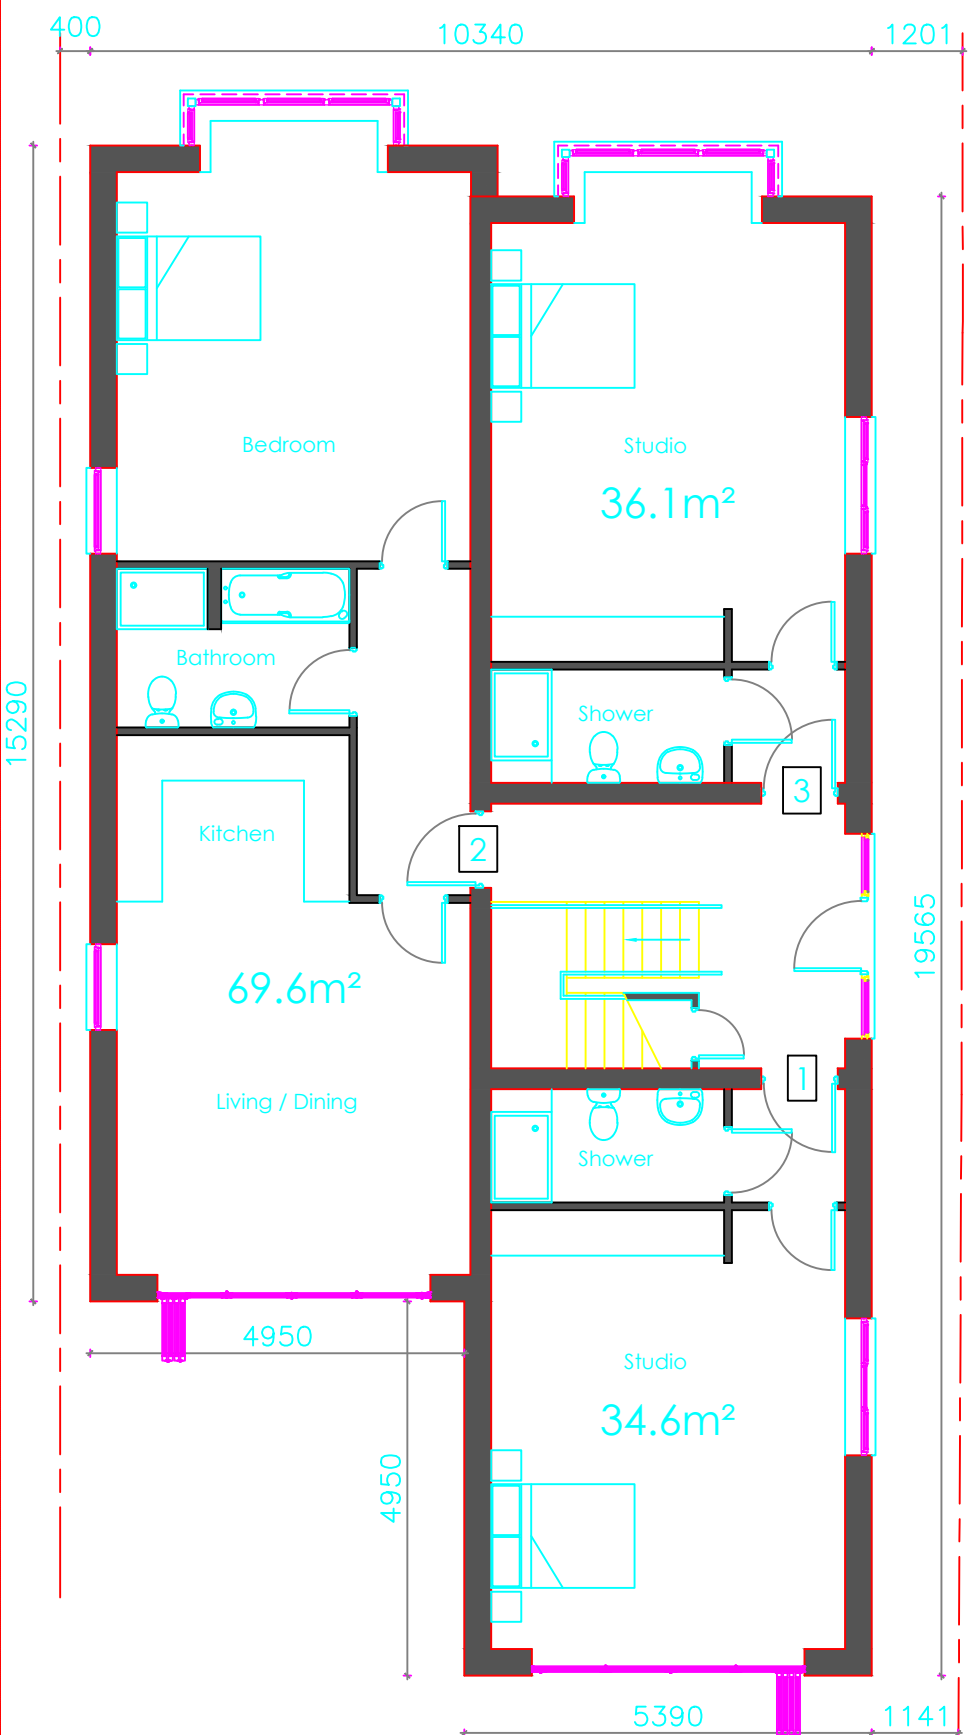 400
10340
1201
Bedroom
Studio
36.1m²
Bathroom
Shower
15290
3
Kitchen
2
19565
69.6m²
1
Living / Dining
Shower
4950
Studio
34.6m²
4950
5390
1141